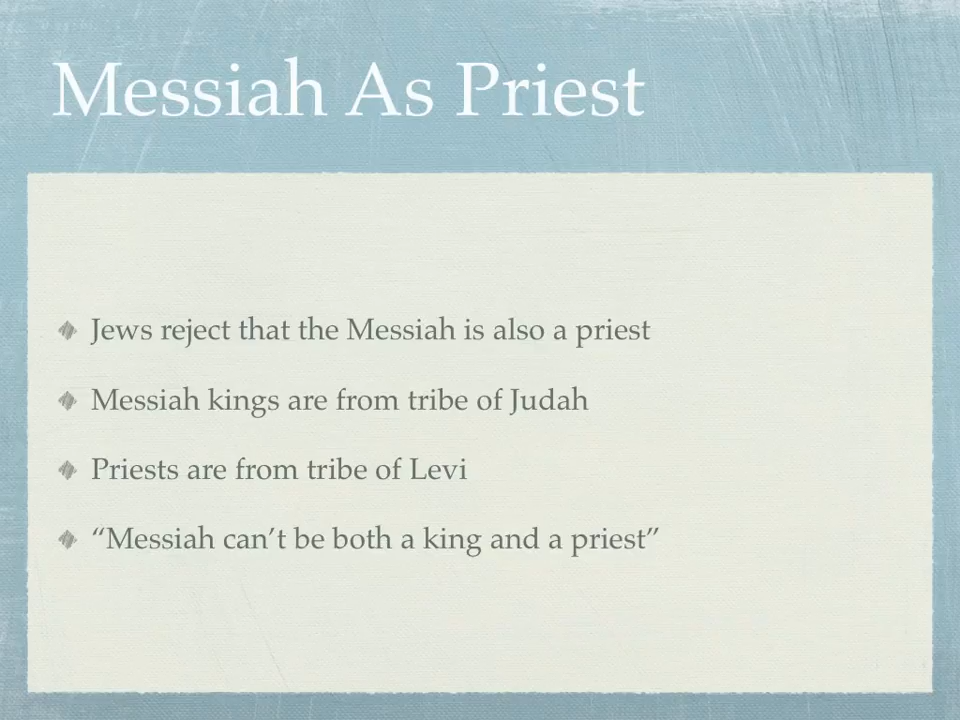 Messiah As Priest
Jews reject that the Messiah is also a priest
Messiah kings are from tribe of Judah
Priests are from tribe of Levi
“Messiah can’t be both a king and a priest”